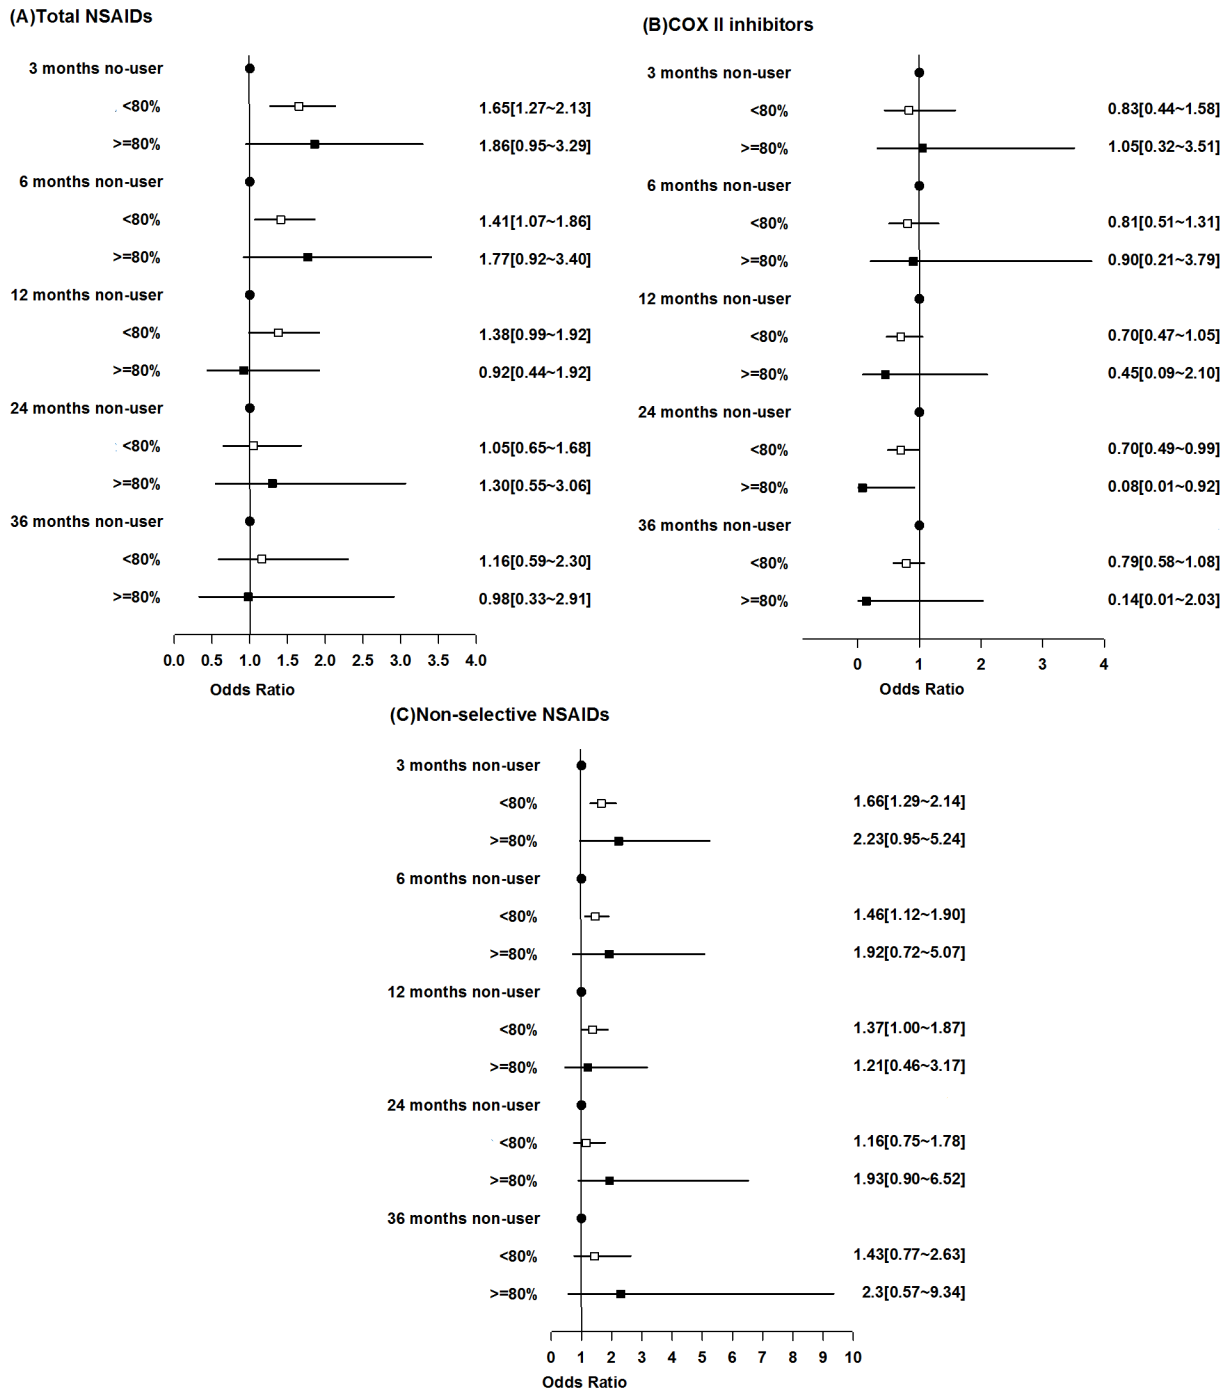 (A)Total NSAIDs
3 months no-user
<80% 1.65[1.27~2.13]
>=80% 1.86[0.95~3.29]
6 months non-user
<80% 1.41[1.07~1.86]
>=80% 1.77[0.92~3.40]
12 months non-user
<80% 1.38[0.99~1.92]
>=80% 0.92[0.44~1.92]
24 months non-user
<80% 1.05[0.65~1.68]
>=80% 1.30[0.55~3.06]
36 months non-user
<80% 1.16[0.59~2.30]
>=80% 0.98[0.33~2.91]
0.0 0.5 1.0 1.5 2.0 2.5 3.0 3.5 4.0
Odds Ratio
(B)COX II inhibitors
3 months non-user
<80% 0.83[0.44~1.58]
>=80% 1.05[0.32~3.51]
6 months non-user
<80% 0.81[0.51~1.31]
>=80% 0.90[0.21~3.79]
12 months non-user
<80% 0.70[0.47~1.05]
>=80% 0.45[0.09~2.10]
24 months non-user
<80% 0.70[0.49~0.99]
>=80% 0.08[0.01~0.92]
36 months non-user
<80% 0.79[0.58~1.08]
>=80% 0.14[0.01~2.03]
0 1 2 3 4
Odds Ratio
(C)Non-selective NSAIDs
3 months non-user
<80% 1.66[1.29~2.14]
>=80% 2.23[0.95~5.24]
6 months non-user
<80% 1.46[1.12~1.90]
>=80% 1.92[0.72~5.07]
12 months non-user
<80% 1.37[1.00~1.87]
>=80% 1.21[0.46~3.17]
24 months non-user
<80% 1.16[0.75~1.78]
>=80% 1.93[0.90~6.52]
36 months non-user
<80% 1.43[0.77~2.63]
>=80% 2.3[0.57~9.34]
0 1 2 3 4 5 6 7 8 9 10
Odds Ratio